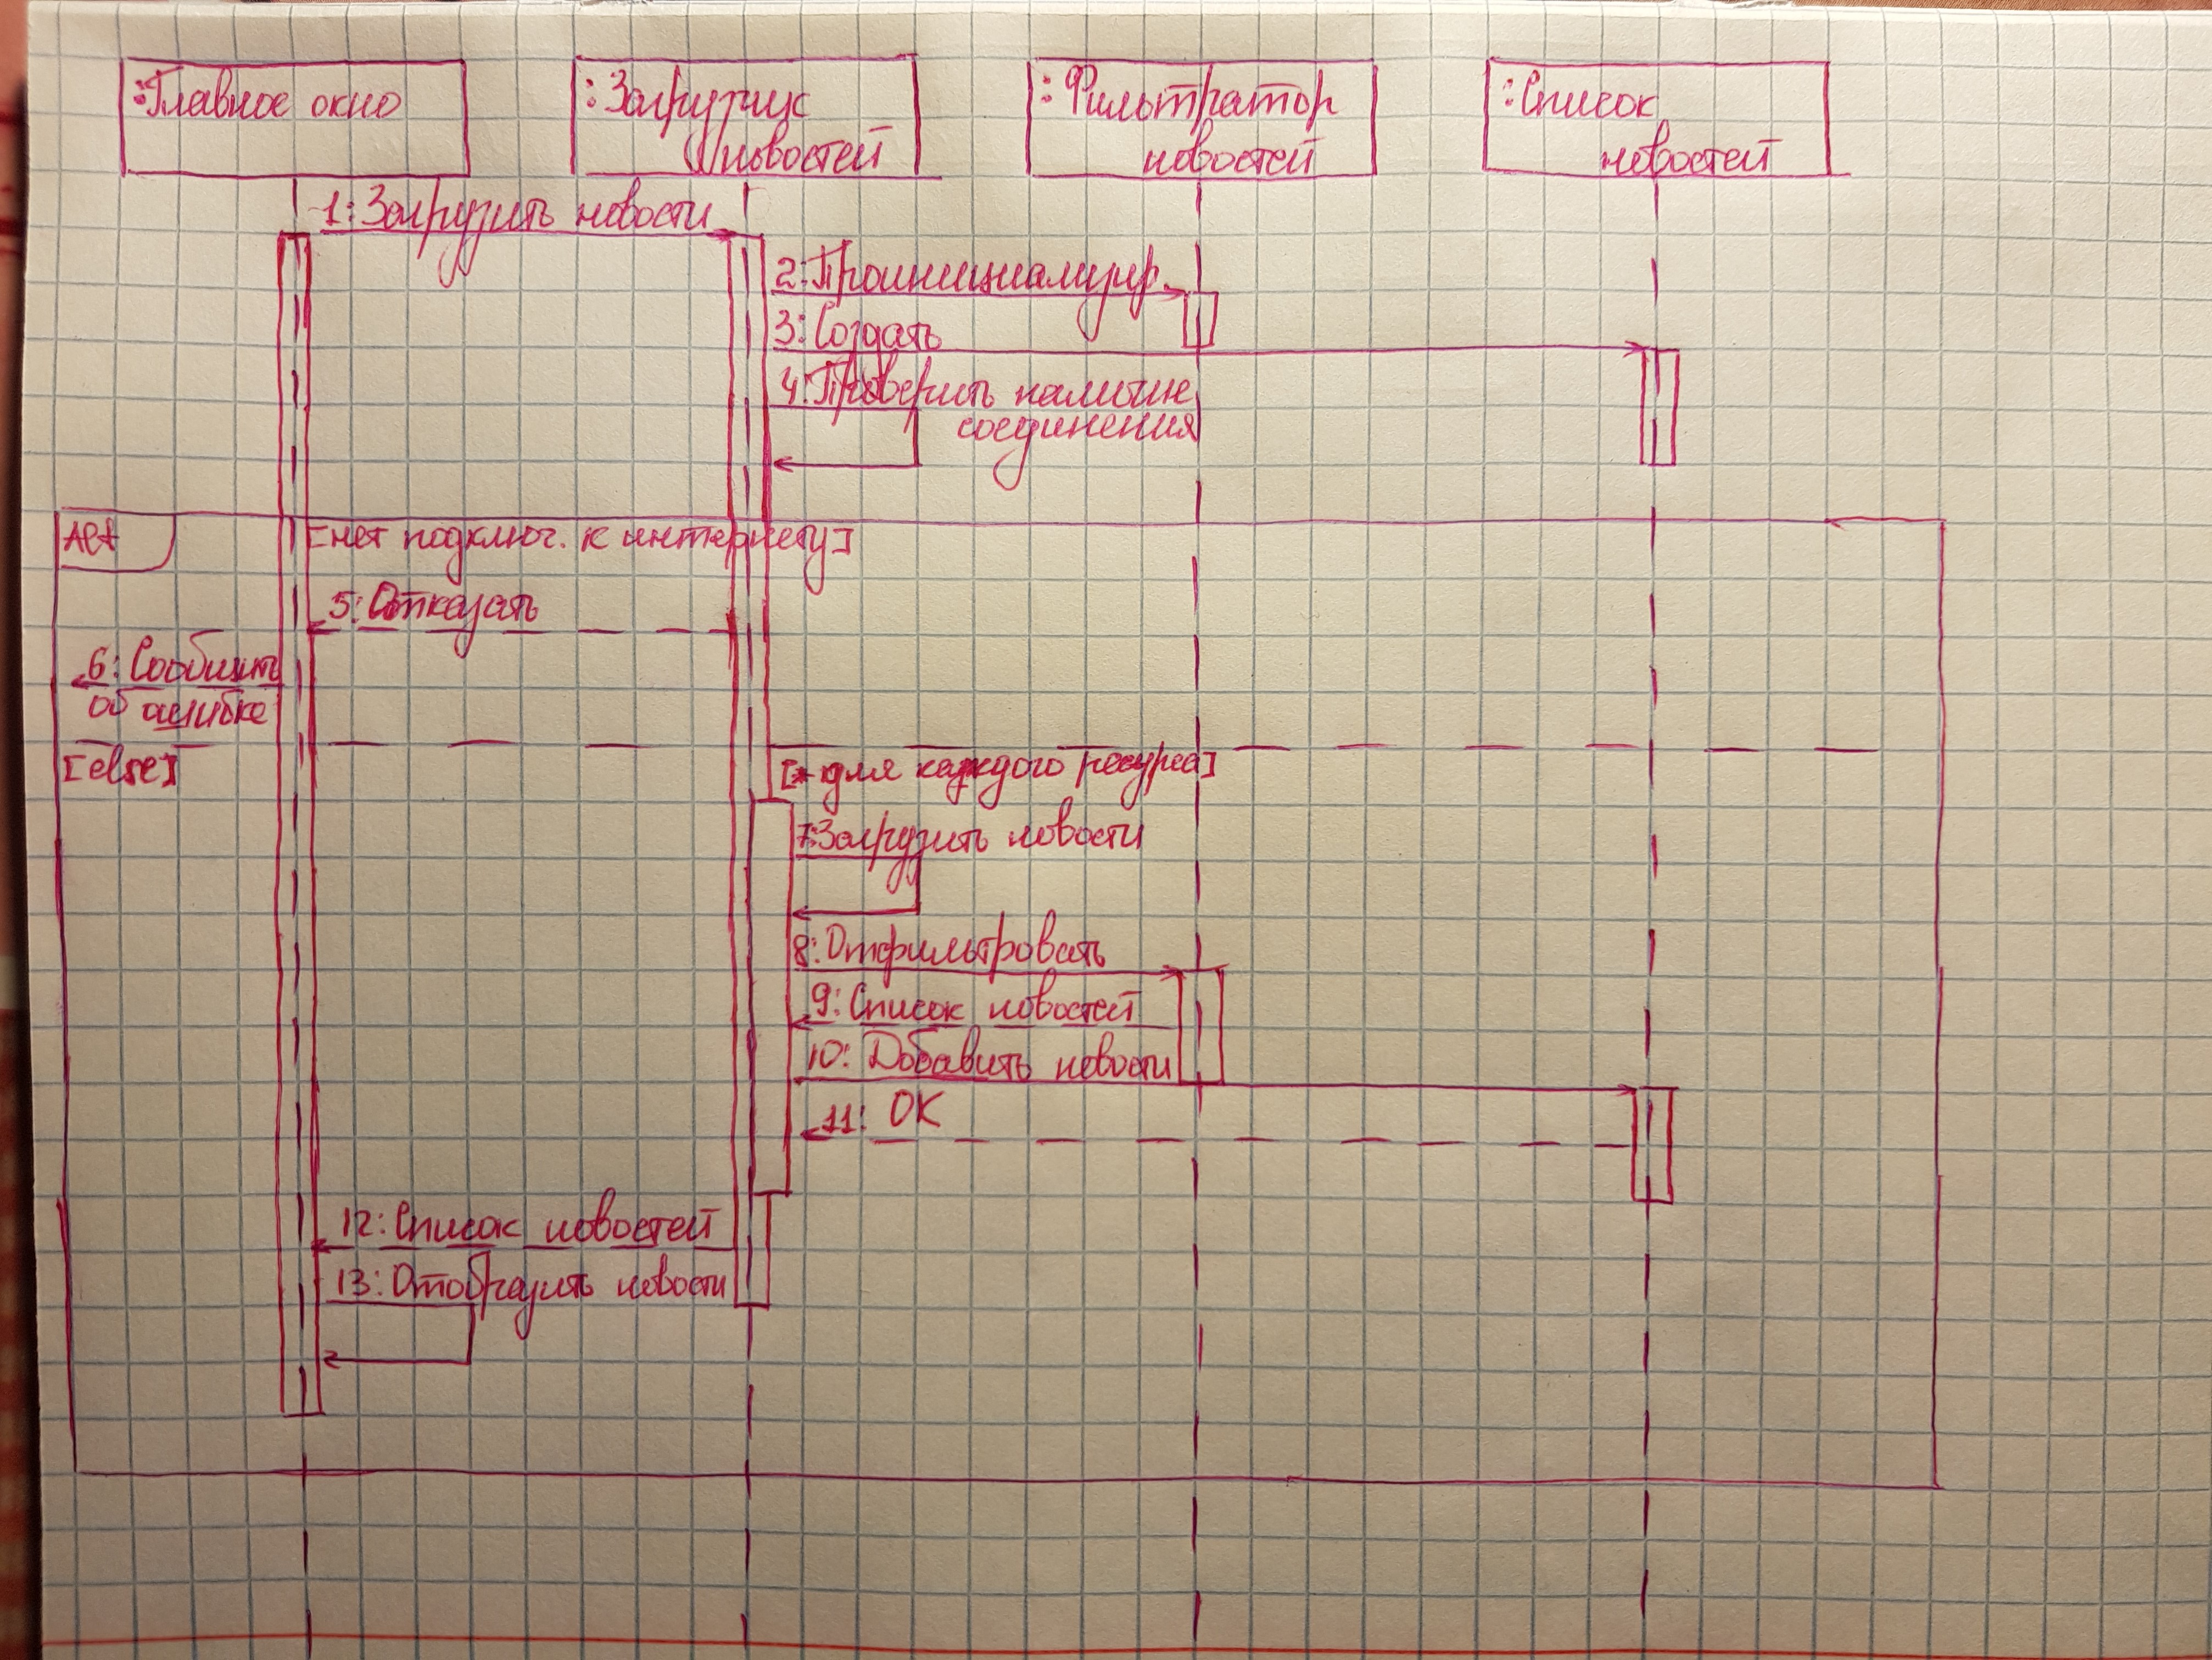 :Главное окно
:Загрузчик
новостей
:Фильтратор
новостей
:Список
новостей
1: Загрузить новости
2: Проинициализир.
3: Создать
4: Проверить наличие
соединения
Alt
[нет подключ. к интернету]
5: Отказать
6: Сообщить
об ошибке
[else]
[* для каждого ресурса]
7: Загрузить новости
8: Отфильтровать
9: Список новостей
10: Добавить новости
11: OK
12: Список новостей
13: Отобразить новости